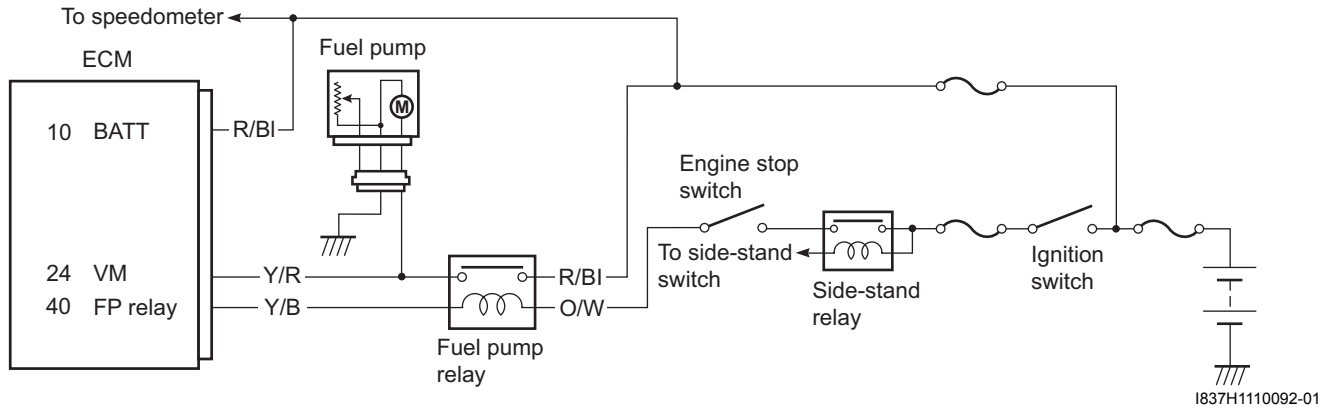 To speedometer
ECM
Fuel pump
M
10 BATT
R/Bl
Engine stop
switch
To side-stand
switch
Side-stand
relay
Ignition
switch
24 VM
Y/R
R/Bl
40 FP relay
Y/B
O/W
Fuel pump
relay
I837H1110092-01